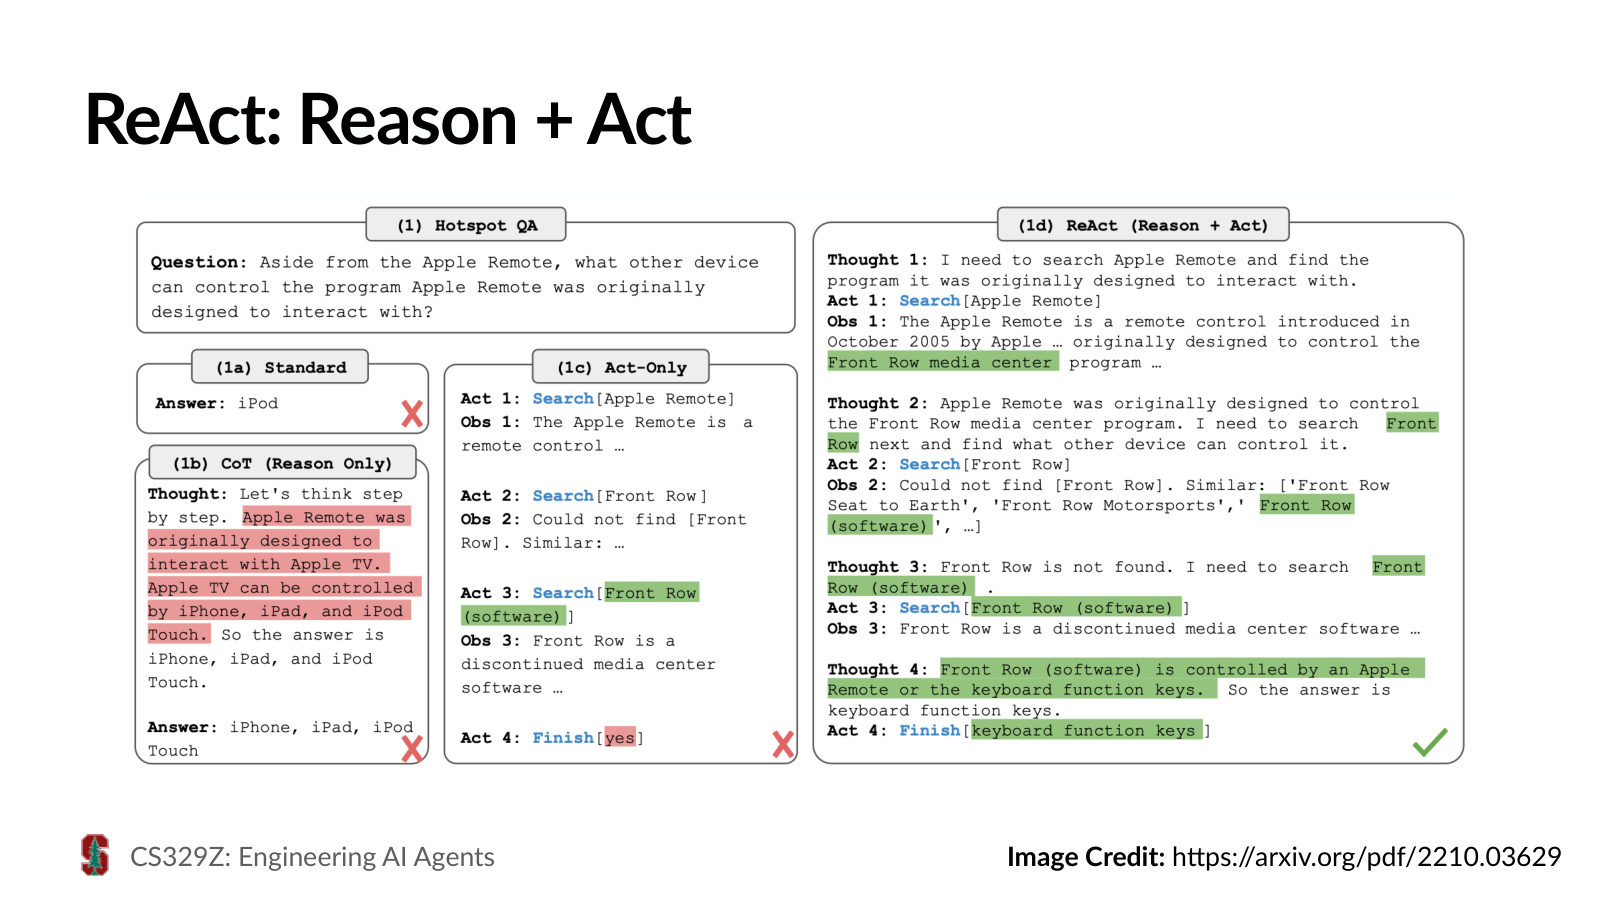 ReAct: Reason + Act
(1) Hotspot QA
Question: Aside from the Apple Remote, what other device
can control the program Apple Remote was originally
designed to interact with?
(1a) Standard
Answer: iPod
(1b) CoT (Reason Only)
Thought: Let's think step
by step. Apple Remote was
originally designed to
interact with Apple TV.
Apple TV can be controlled
by iPhone, iPad, and iPod
Touch. So the answer is
iPhone, iPad, and iPod
Touch.
Answer: iPhone, iPad, iPod
Touch
(1c) Act-Only
Act 1: Search[Apple Remote]
Obs 1: The Apple Remote is a
remote control …
Act 2: Search[Front Row]
Obs 2: Could not find [Front
Row]. Similar: …
Act 3: Search[Front Row
(software)]
Obs 3: Front Row is a
discontinued media center
software …
Act 4: Finish[yes]
(1d) ReAct (Reason + Act)
Thought 1: I need to search Apple Remote and find the
program it was originally designed to interact with.
Act 1: Search[Apple Remote]
Obs 1: The Apple Remote is a remote control introduced in
October 2005 by Apple … originally designed to control the
Front Row media center program …
Thought 2: Apple Remote was originally designed to control
the Front Row media center program. I need to search Front
Row next and find what other device can control it.
Act 2: Search[Front Row]
Obs 2: Could not find [Front Row]. Similar: ['Front Row
Seat to Earth', 'Front Row Motorsports',' Front Row
(software)', …]
Thought 3: Front Row is not found. I need to search Front
Row (software) .
Act 3: Search[Front Row (software)]
Obs 3: Front Row is a discontinued media center software …
Thought 4: Front Row (software) is controlled by an Apple
Remote or the keyboard function keys. So the answer is
keyboard function keys.
Act 4: Finish[keyboard function keys]
CS329Z: Engineering AI Agents
Image Credit: https://arxiv.org/pdf/2210.03629